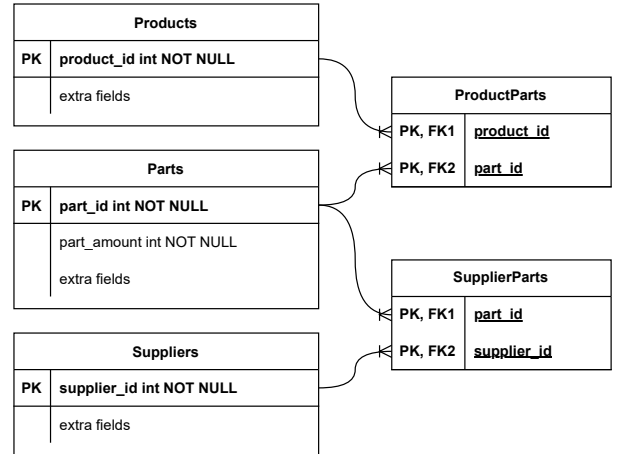 Products
PK product_id int NOT NULL
extra fields
ProductParts
PK, FK1 product_id
PK, FK2 part_id
Parts
PK part_id int NOT NULL
part_amount int NOT NULL
extra fields
SupplierParts
PK, FK1 part_id
PK, FK2 supplier_id
Suppliers
PK supplier_id int NOT NULL
extra fields